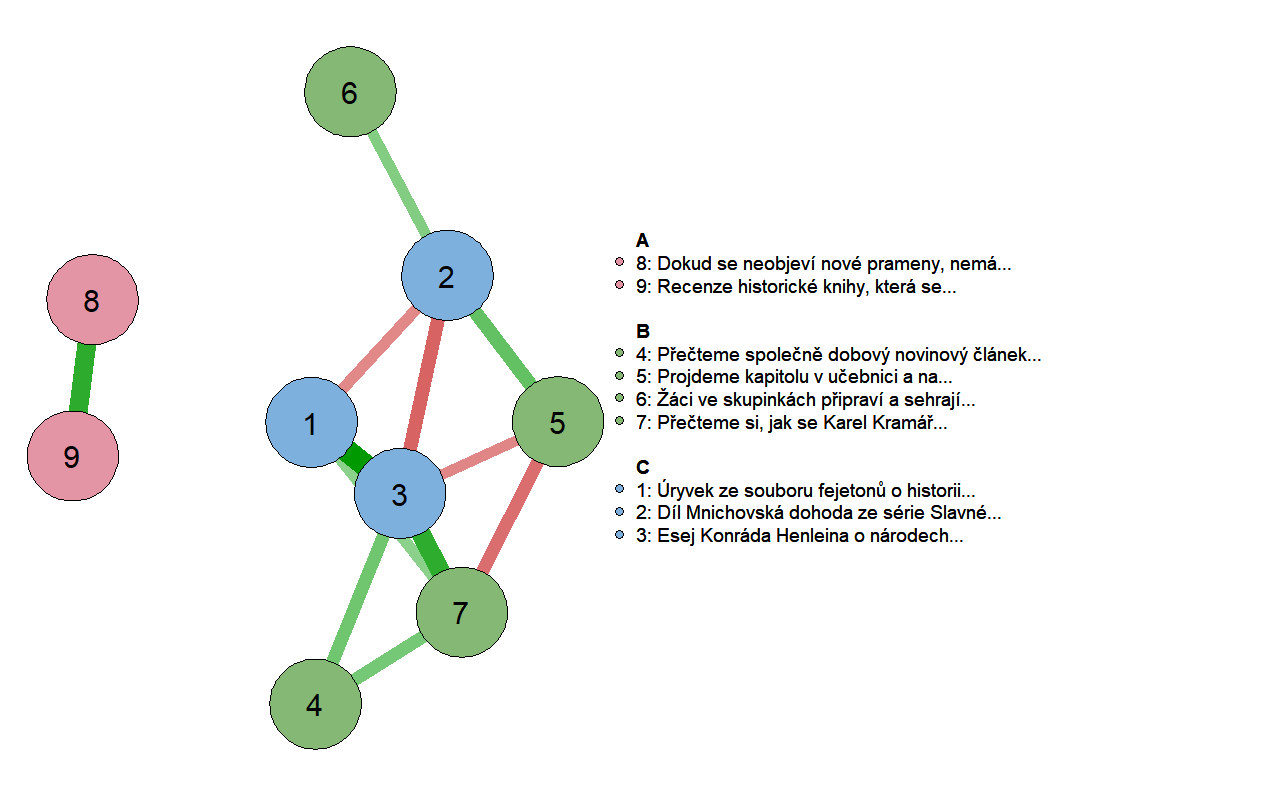 6
2
8
1
5
9
3
7
4
A
8: Dokud se neobjeví nové prameny, nemá...
9: Recenze historické knihy, která se...
B
4: Přečteme společně dobový novinový článek...
5: Projdeme kapitolu v učebnici a na...
6: Žáci ve skupinkách připraví a sehrají...
7: Přečteme si, jak se Karel Kramář...
C
1: Úryvek ze souboru fejetonů o historii...
2: Díl Mnichovská dohoda ze série Slavné...
3: Esej Konráda Henleina o národech...